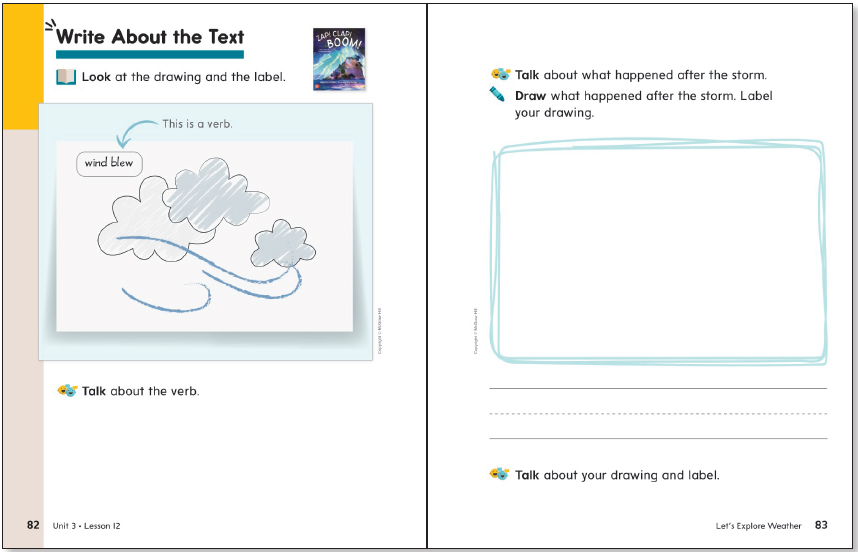 Write About the Text
ZAP! CLAP!
BOOM!
Look at the drawing and the label.
This is a verb.
wind blew
Copyright © McGraw Hill
Talk about the verb.
82 Unit 3 • Lesson 12
Talk about what happened after the storm.
Draw what happened after the storm. Label
your drawing.
Copyright © McGraw Hill
Talk about your drawing and label.
Let's Explore Weather 83